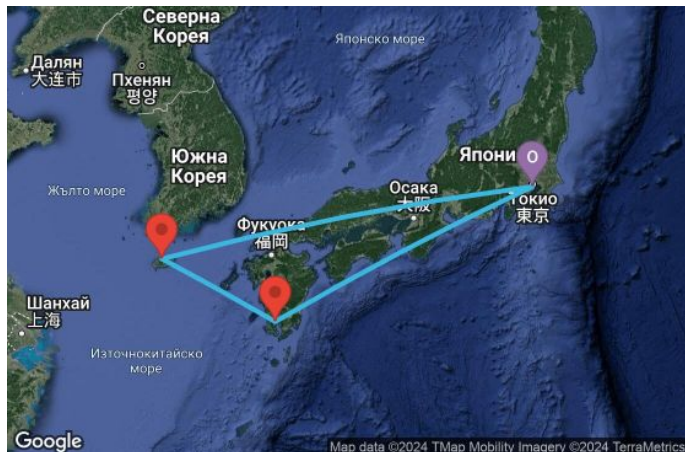 Северна
Корея
Японско море
Далян
大连市
Пхенян
평양
Южна
Корея
Япони
O
Жълто море
Осака
大阪
Токио
東京
Фукуока
福岡
Шанхай
上海
Източнокитайско
море
Google
Map data ©2024 TMap Mobility Imagery ©2024 TerraMetrics